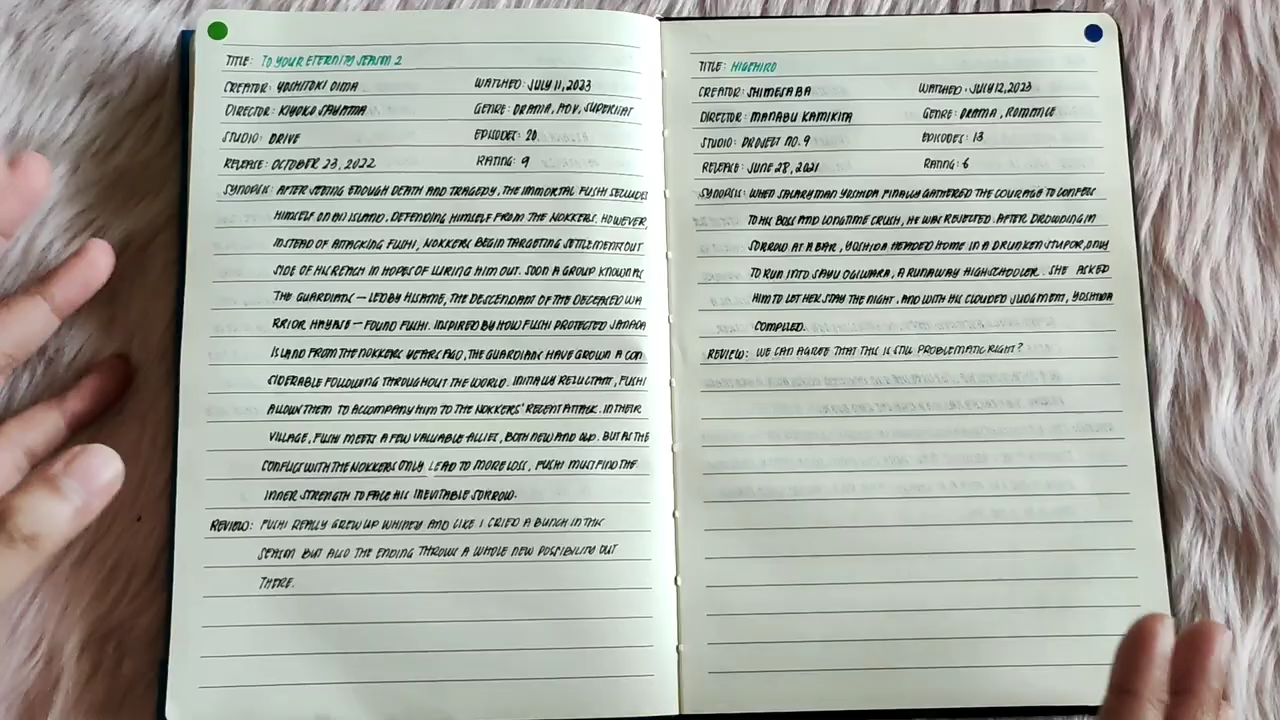 TITLE: TO YOUR ETERNITY SEASON 2
CREATOR: YOSHITOKI OIMA WATCHED: JULY 11, 2023
DIRECTOR: KIYOKO SAYAMA GENRE: DRAMA, ADV, SUPERNAT
STUDIO: DRIVE EPISODES: 20
RELEASE: OCTOBER 23, 2022 RATING: 9
SYNOPSIS: AFTER SEEING ENOUGH DEATH AND TRAGEDY, THE IMMORTAL FUSHI SECLUDES
HIMSELF ON AN ISLAND, DEFENDING HIMSELF FROM THE NOKKERS. HOWEVER,
INSTEAD OF ATTACKING FUSHI, NOKKERS BEGIN TARGETING SETTLEMENT OUT
SIDE OF HIS REACH IN HOPES OF LURING HIM OUT. SOON A GROUP KNOWN AS
THE GUARDIANS — LED BY HISAME, THE DESCENDANT OF THE DECEASED WA
RRIOR HAYASE — FOUND FUSHI. INSPIRED BY HOW FUSHI PROTECTED JANADA
ISLAND FROM THE NOKKERS YEARS AGO, THE GUARDIANS HAVE GROWN A CON
SIDERABLE FOLLOWING THROUGHOUT THE WORLD. INITIALLY RELUCTANT, FUSHI
ALLOWS THEM TO ACCOMPANY HIM TO THE NOKKERS' RECENT ATTACK. IN THEIR
VILLAGE, FUSHI MEETS A FEW VALUABLE ALLIES, BOTH NEW AND OLD. BUT AS THE
CONFLICT WITH THE NOKKERS ONLY LEAD TO MORE LOSS, FUSHI MUST FIND THE
INNER STRENGTH TO FACE HIS INEVITABLE SORROW.
REVIEW: FUSHI REALLY GREW UP WHINEY AND LIKE I CRIED A BUNCH IN THIS
SEASON BUT ALSO THE ENDING THROWS A WHOLE NEW POSSIBILITY OUT
THERE.
TITLE: HIGEHIRO
CREATOR: SHIMESABA WATCHED: JULY 12, 2023
DIRECTOR: MANABU KAMIKITA GENRE: DRAMA, ROMANCE
STUDIO: PROJECT NO. 9 EPISODES: 13
RELEASE: JUNE 28, 2021 RATING: 6
SYNOPSIS: WHEN SALARYMAN YOSHIDA FINALLY GATHERED THE COURAGE TO CONFESS
TO HIS BOSS AND LONGTIME CRUSH, HE WAS REJECTED. AFTER DROWNING IN
SORROW AT A BAR, YOSHIDA HEADED HOME IN A DRUNKEN STUPOR, ONLY
TO RUN INTO SAYU OGIWARA, A RUNAWAY HIGHSCHOOLER. SHE ASKED
HIM TO LET HER STAY THE NIGHT. AND WITH HIS CLOUDED JUDGMENT, YOSHIDA
COMPLIED.
REVIEW: WE CAN AGREE THAT THIS IS STILL PROBLEMATIC RIGHT?